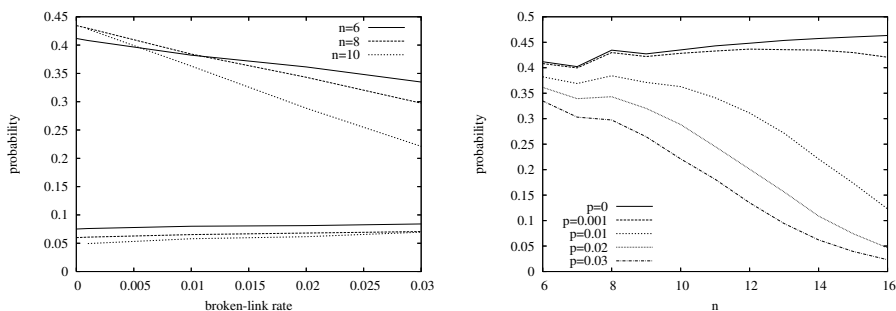 0.45
0.4
0.35
0.3
0.25
0.2
0.15
0.1
0.05
0
probability
n=6
n=8
n=10
0 0.005 0.01 0.015 0.02 0.025 0.03
broken-link rate
0.5
0.45
0.4
0.35
0.3
0.25
0.2
0.15
0.1
0.05
0
probability
p=0
p=0.001
p=0.01
p=0.02
p=0.03
6 8 10 12 14 16
n